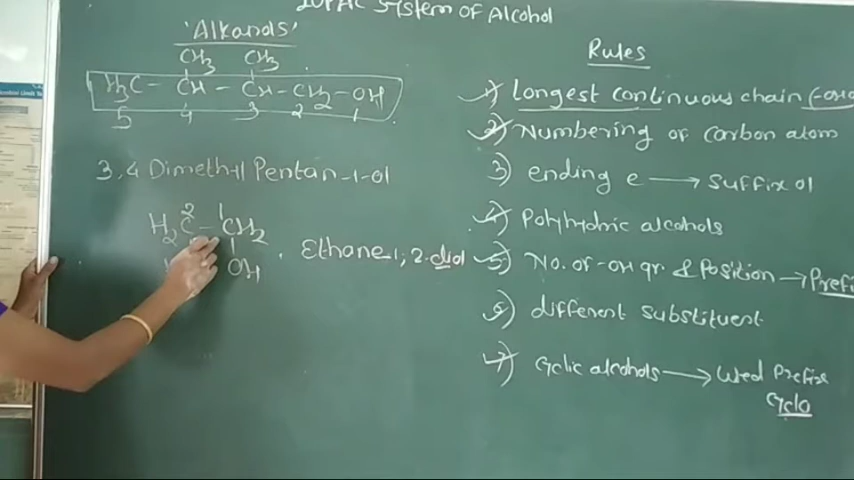 IUPAC System of Alcohol
'Alkanols'
CH3 CH3
H3C - CH - CH - CH2 - OH
5 4 3 2 1
3,4 Dimethyl Pentan-1-ol
2 1
H2C - CH2
OH
Ethane-1,2-diol
Rules
1) Longest continuous chain
2) Numbering of carbon atom
3) ending e → suffix ol
4) Polyhydric alcohols
5) No. of -OH gr. & Position → Prefi
6) different substituent
7) Cyclic alcohols → Used Prefix
Cyclo